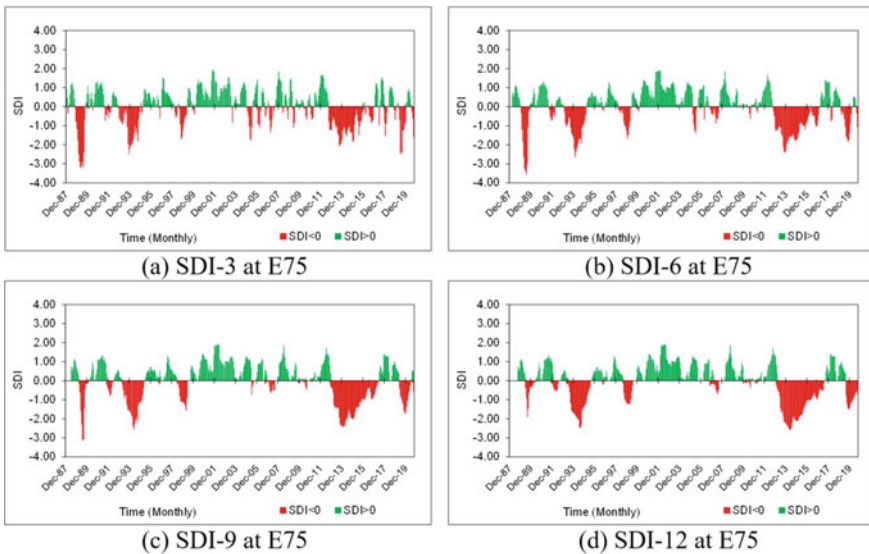 4.00
3.00
2.00
1.00
0.00
-1.00
-2.00
-3.00
-4.00
SDI
Dec-87 Dec-89 Dec-91 Dec-93 Dec-95 Dec-97 Dec-99 Dec-01 Dec-03 Dec-05 Dec-07 Dec-09 Dec-11 Dec-13 Dec-15 Dec-17 Dec-19
Time (Monthly) SDI<0 SDI>0
(a) SDI-3 at E75
4.00
3.00
2.00
1.00
0.00
-1.00
-2.00
-3.00
-4.00
SDI
Dec-87 Dec-89 Dec-91 Dec-93 Dec-95 Dec-97 Dec-99 Dec-01 Dec-03 Dec-05 Dec-07 Dec-09 Dec-11 Dec-13 Dec-15 Dec-17 Dec-19
Time (Monthly) SDI<0 SDI>0
(b) SDI-6 at E75
4.00
3.00
2.00
1.00
0.00
-1.00
-2.00
-3.00
-4.00
SDI
Dec-87 Dec-89 Dec-91 Dec-93 Dec-95 Dec-97 Dec-99 Dec-01 Dec-03 Dec-05 Dec-07 Dec-09 Dec-11 Dec-13 Dec-15 Dec-17 Dec-19
Time (Monthly) SDI<0 SDI>0
(c) SDI-9 at E75
4.00
3.00
2.00
1.00
0.00
-1.00
-2.00
-3.00
-4.00
SDI
Dec-87 Dec-89 Dec-91 Dec-93 Dec-95 Dec-97 Dec-99 Dec-01 Dec-03 Dec-05 Dec-07 Dec-09 Dec-11 Dec-13 Dec-15 Dec-17 Dec-19
Time (Monthly) SDI<0 SDI>0
(d) SDI-12 at E75